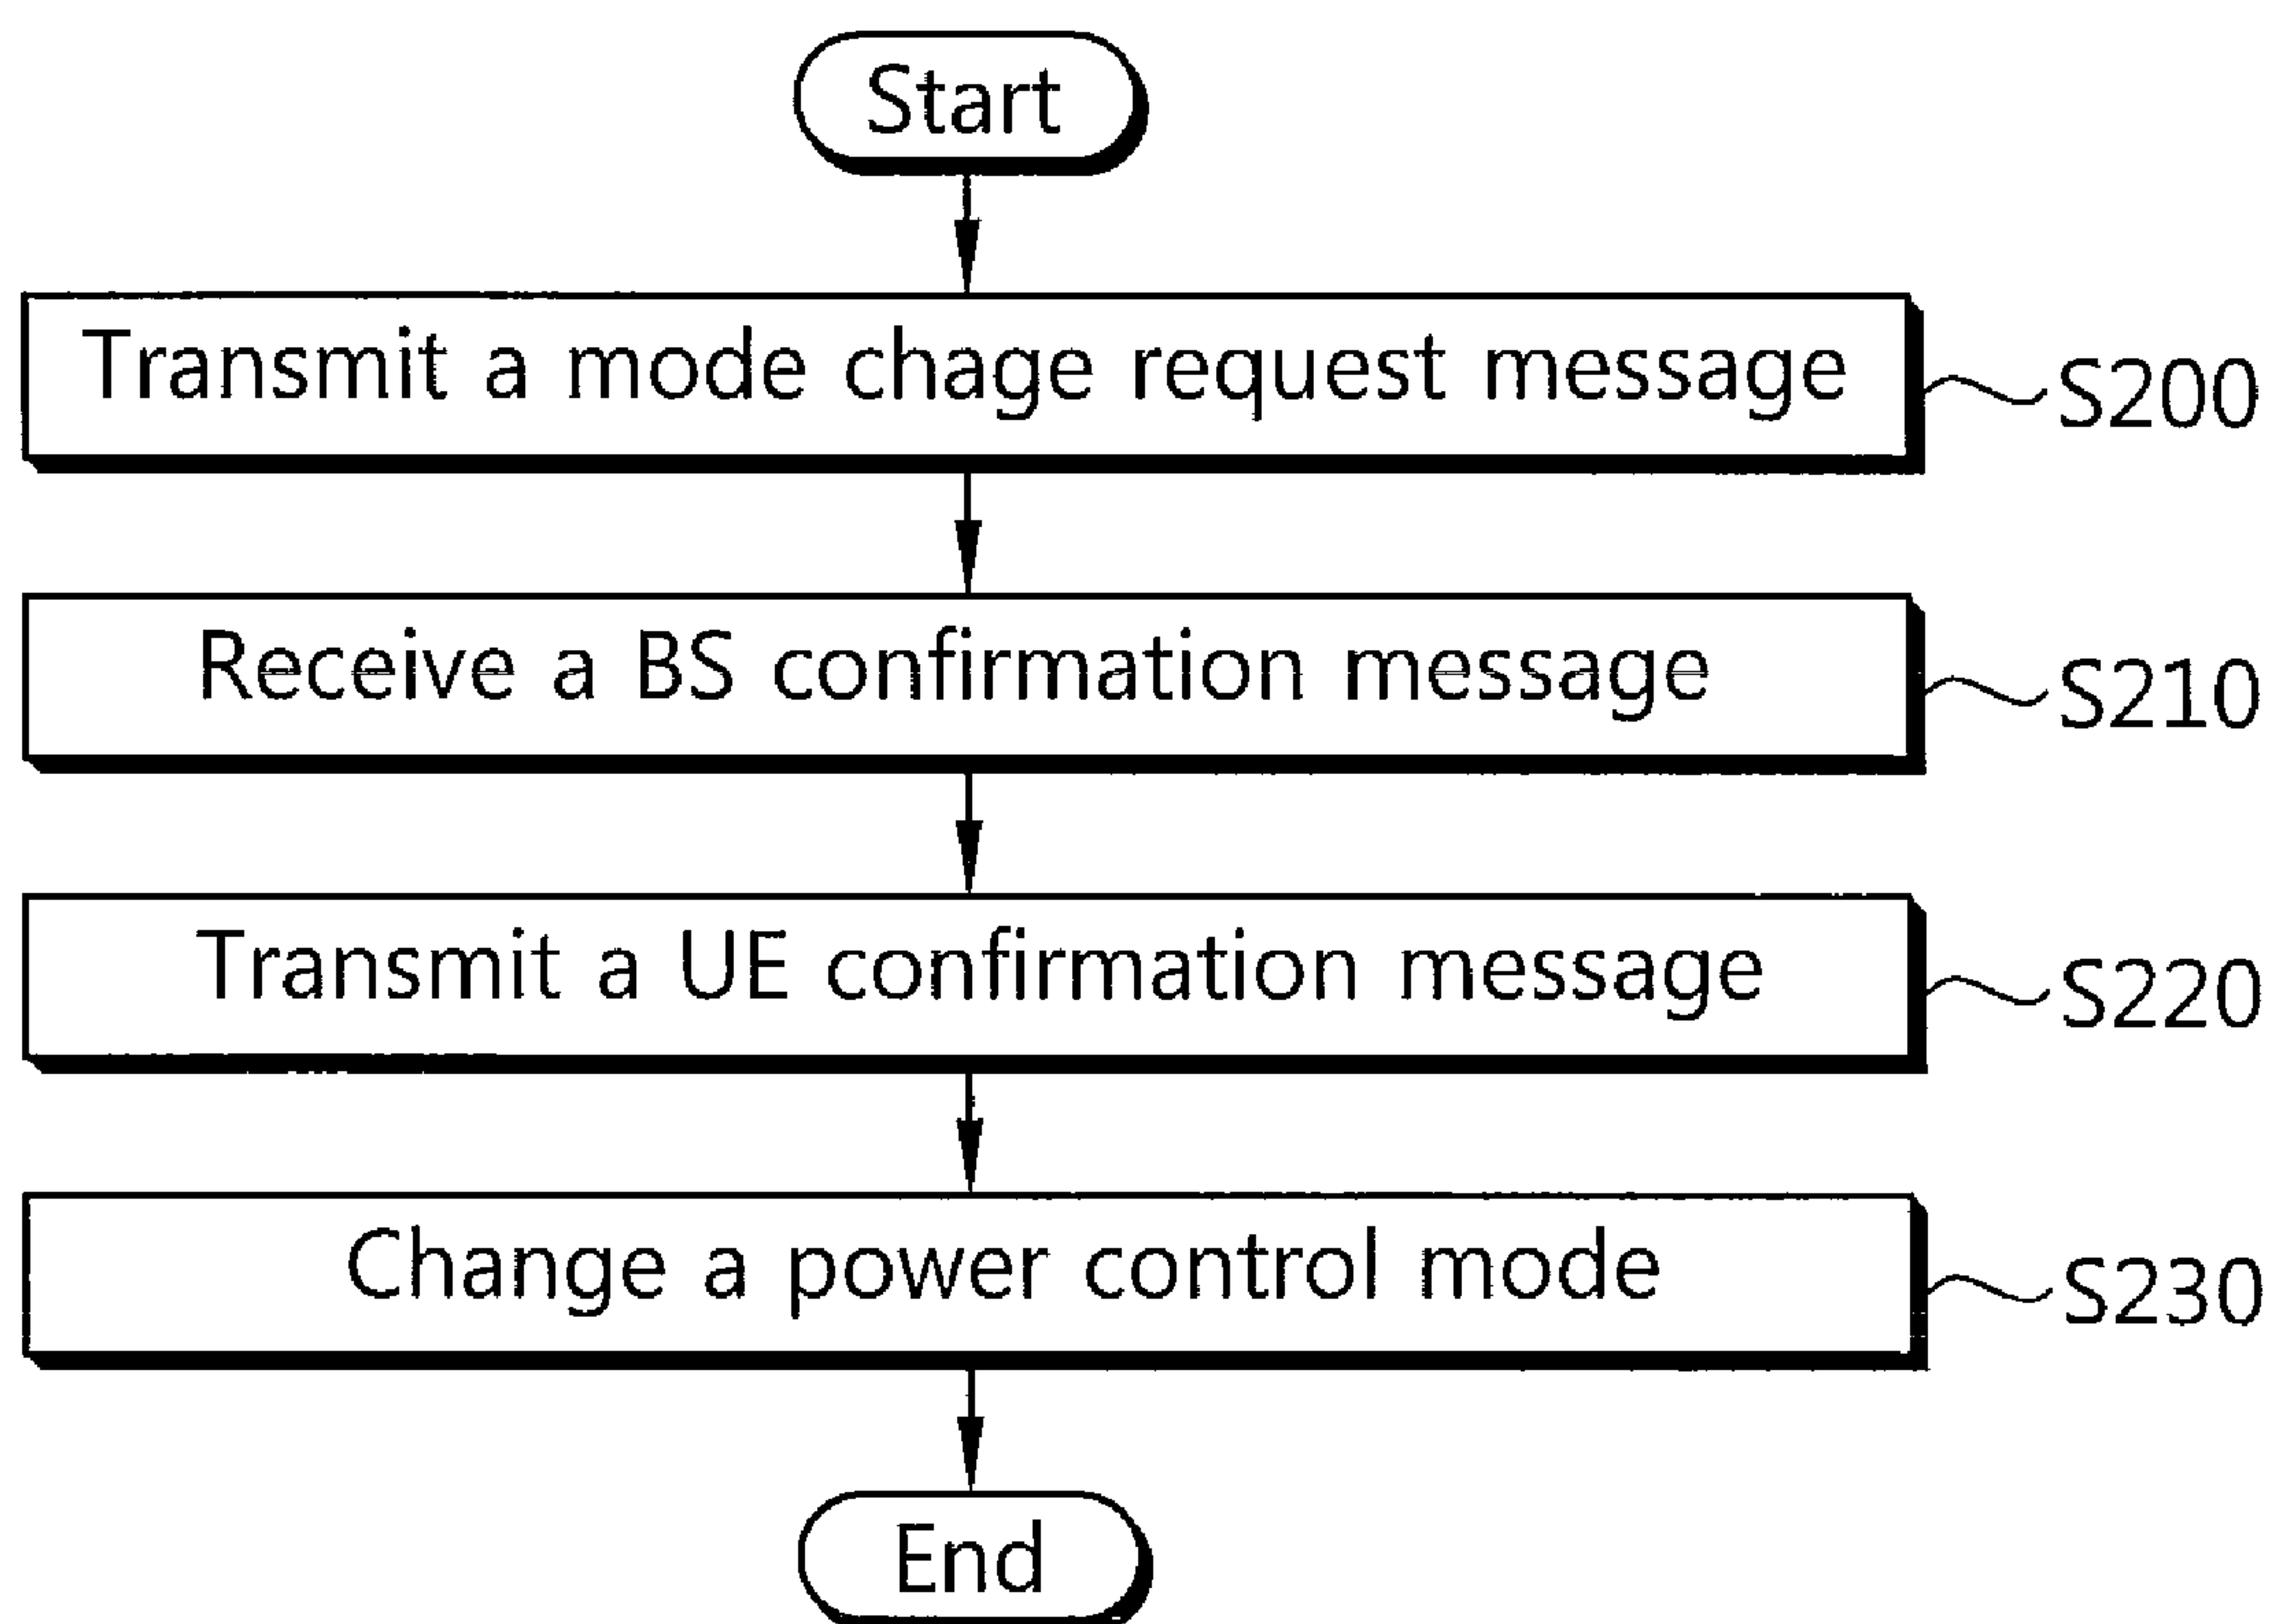 Start
Transmit a mode chage request message
S200
Receive a BS confirmation message
S210
Transmit a UE confirmation message
S220
Change a power control mode
S230
End